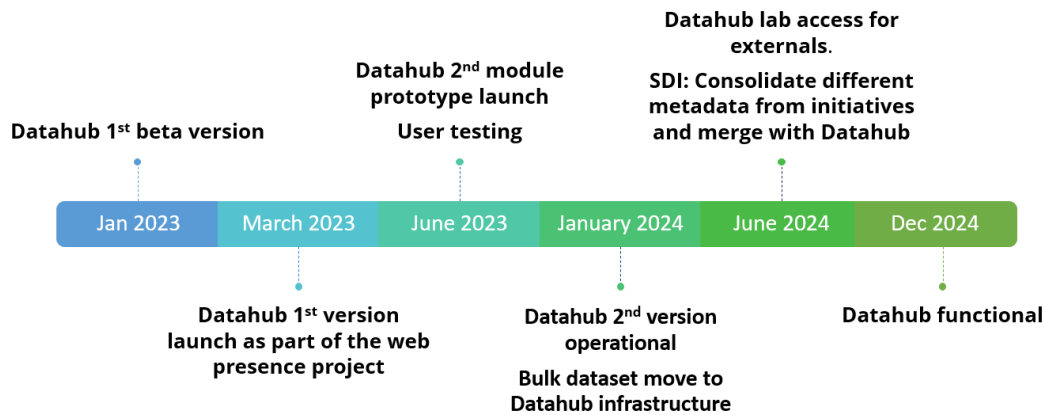 Datahub lab access for
externals.
SDI: Consolidate different
metadata from initiatives
and merge with Datahub
Datahub 2nd module
prototype launch
User testing
Datahub 1st beta version
Jan 2023
March 2023
June 2023
January 2024
June 2024
Dec 2024
Datahub 1st version
launch as part of the web
presence project
Datahub 2nd version
operational
Bulk dataset move to
Datahub infrastructure
Datahub functional